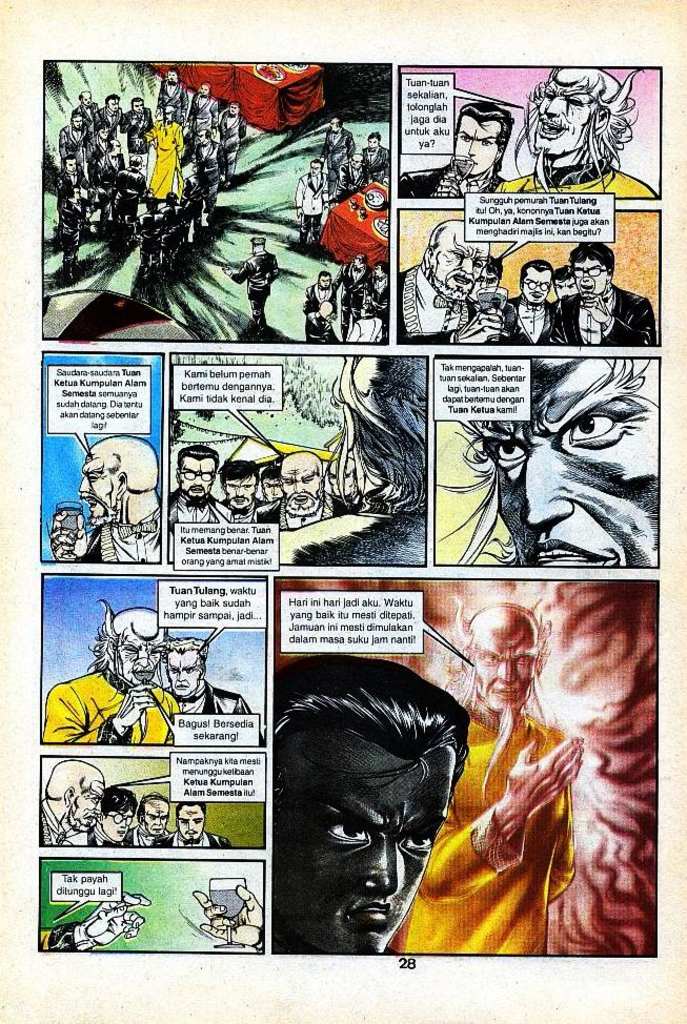 Tuan-tuan
sekalian,
tolonglah
jaga dia
untuk aku
ya?
Sungguh pemurah Tuan Tulang
itu! Oh, ya, kononnya Tuan Ketua
Kumpulan Alam Semesta juga akan
menghadiri majlis ini, kan begitu?
Saudara-saudara Tuan
Ketua Kumpulan Alam
Semesta semuanya
sudah datang. Dia tentu
akan datang sebentar
lagi!
Kami belum pernah
bertemu dengannya.
Kami tidak kenal dia.
Itu memang benar. Tuan
Ketua Kumpulan Alam
Semesta benar-benar
orang yang amat mistik!
Tak mengapalah, tuan-
tuan sekalian. Sebentar
lagi, tuan-tuan akan
dapat bertemu dengan
Tuan Ketua kami!
Tuan Tulang, waktu
yang baik sudah
hampir sampai, jadi...
Bagus! Bersedia
sekarang!
Nampaknya kita mesti
menunggu ketibaan
Ketua Kumpulan
Alam Semesta itu!
Tak payah
ditunggu lagi!
Hari ini hari jadi aku. Waktu
yang baik itu mesti ditepati.
Jamuan ini mesti dimulakan
dalam masa suku jam nanti!
28